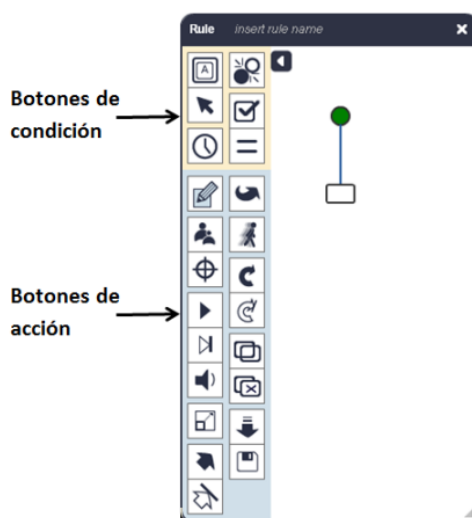 Rule insert rule name
A
Botones de
condición
Botones de
acción